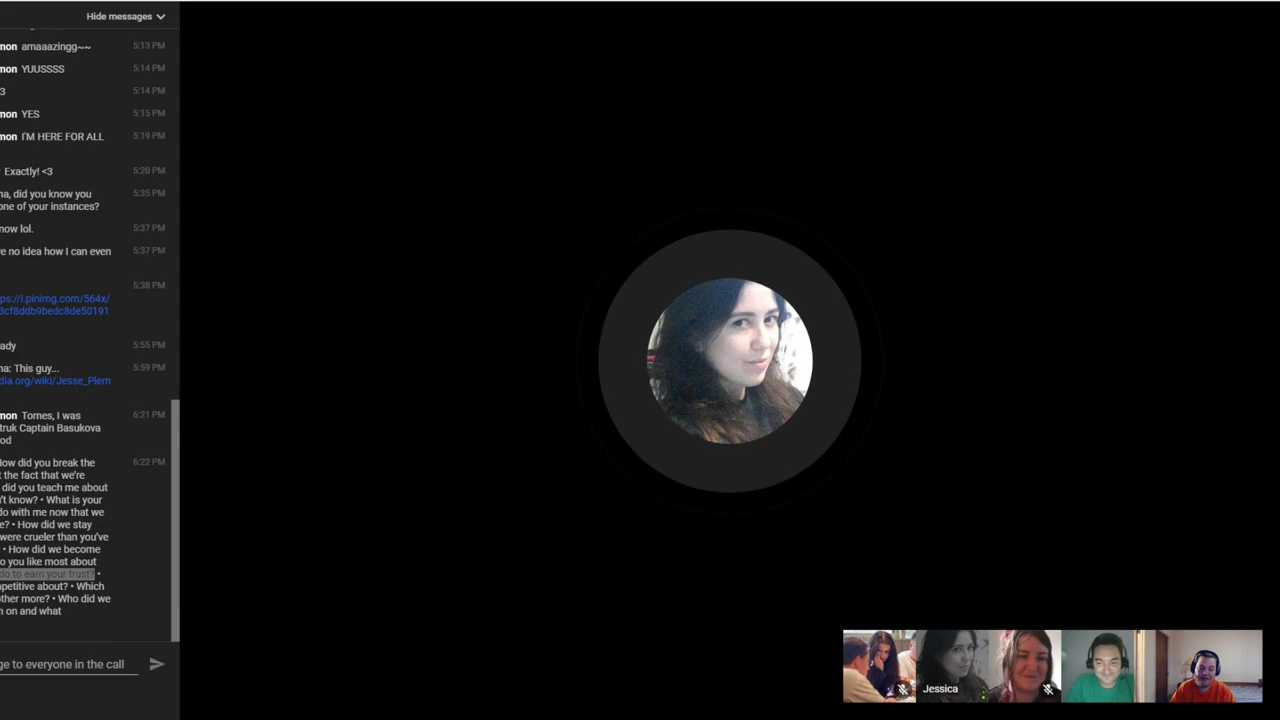 Hide messages
mon amaaazingg~~ 5:13 PM
mon YUUSSSS 5:14 PM
3 5:14 PM
mon YES 5:15 PM
mon I'M HERE FOR ALL 5:19 PM
Exactly! <3 5:20 PM
na, did you know you 5:35 PM
one of your instances?
now lol. 5:37 PM
e no idea how I can even 5:37 PM
5:38 PM
ps://i.pinimg.com/564x/
3cf8ddb9bedc8de50191
ady 5:55 PM
na: This guy... 5:59 PM
dia.org/wiki/Jesse_Plem
mon Tomes, I was 6:21 PM
truk Captain Basukova
od
How did you break the 6:22 PM
t the fact that we're
did you teach me about
't know? • What is your
do with me now that we
e? • How did we stay
were crueler than you've
• How did we become
o you like most about
do to earn your trust? •
mpetitive about? • Which
other more? • Who did we
n on and what
ge to everyone in the call
Jessica